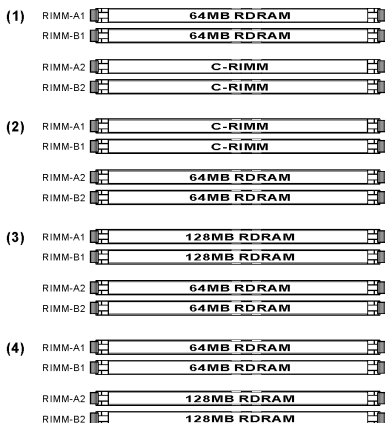 (1) RIMM-A1 64MB RDRAM
RIMM-B1 64MB RDRAM
RIMM-A2 C-RIMM
RIMM-B2 C-RIMM
(2) RIMM-A1 C-RIMM
RIMM-B1 C-RIMM
RIMM-A2 64MB RDRAM
RIMM-B2 64MB RDRAM
(3) RIMM-A1 128MB RDRAM
RIMM-B1 128MB RDRAM
RIMM-A2 64MB RDRAM
RIMM-B2 64MB RDRAM
(4) RIMM-A1 64MB RDRAM
RIMM-B1 64MB RDRAM
RIMM-A2 128MB RDRAM
RIMM-B2 128MB RDRAM